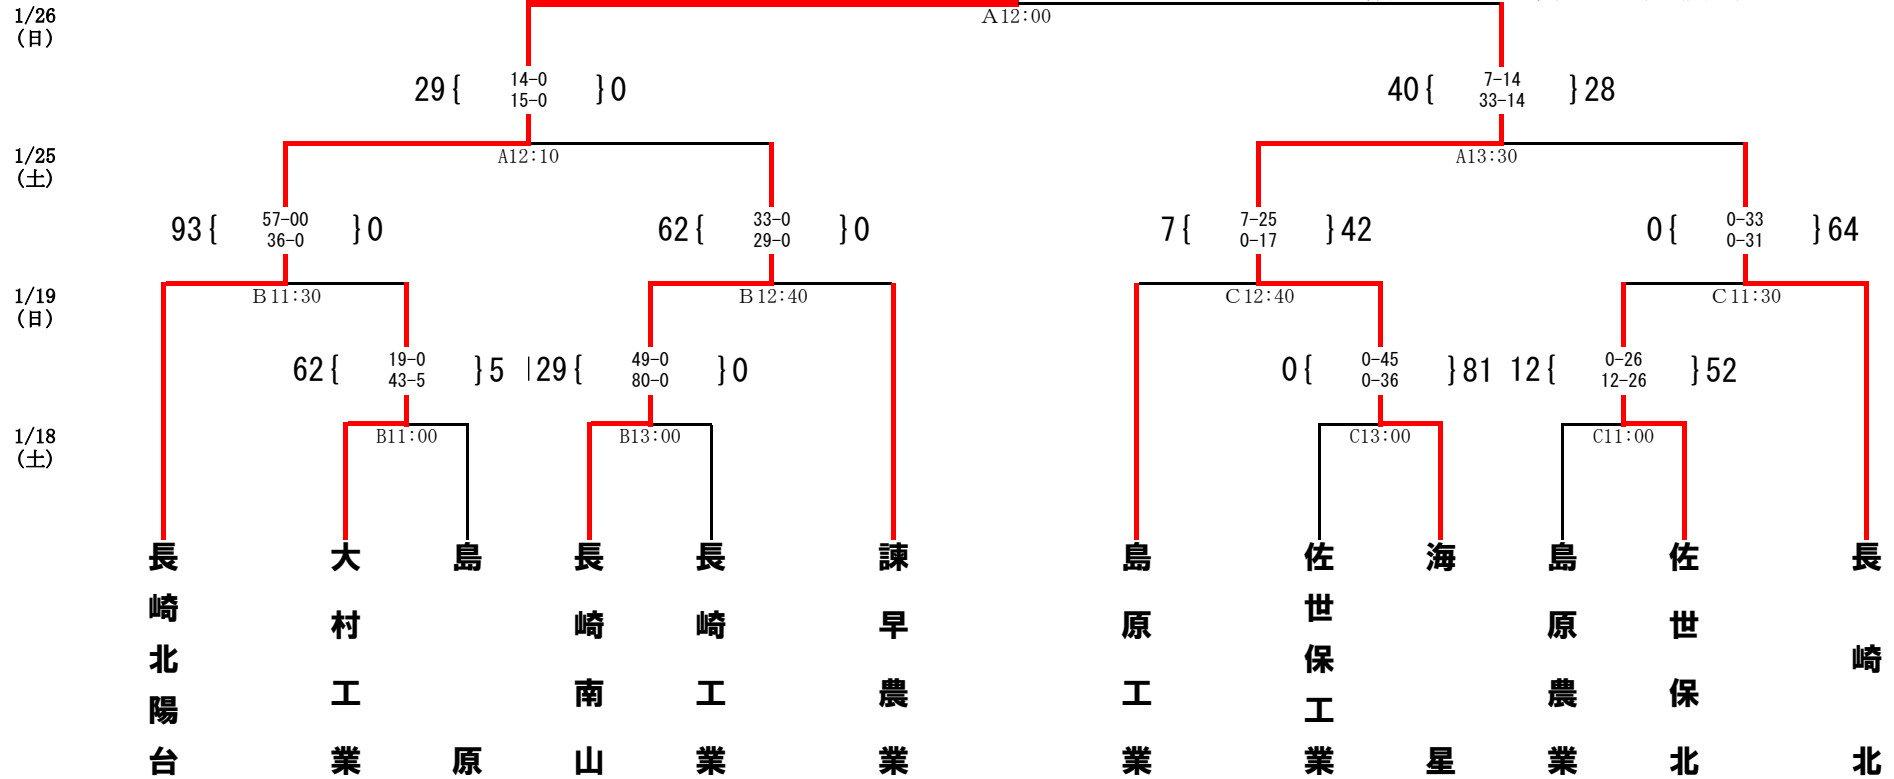 1/26
(日)
A12:00
29{ 14-0 }0
15-0
40{ 7-14 }28
33-14
1/25
(土)
A12:10
A13:30
93{ 57-00 }0
36-0
62{ 33-0 }0
29-0
7{ 7-25 }42
0-17
0{ 0-33 }64
0-31
1/19
(日)
B11:30
B12:40
C12:40
C11:30
62{ 19-0 }5
43-5
29{ 49-0 }0
80-0
0{ 0-45 }81
0-36
12{ 0-26 }52
12-26
1/18
(土)
B11:00
B13:00
C13:00
C11:00
長崎北陽台
大村工業
島原
長崎南山
長崎工業
諫早農業
島原工業
佐世保工業
海星
島原農業
佐世保北
長崎北